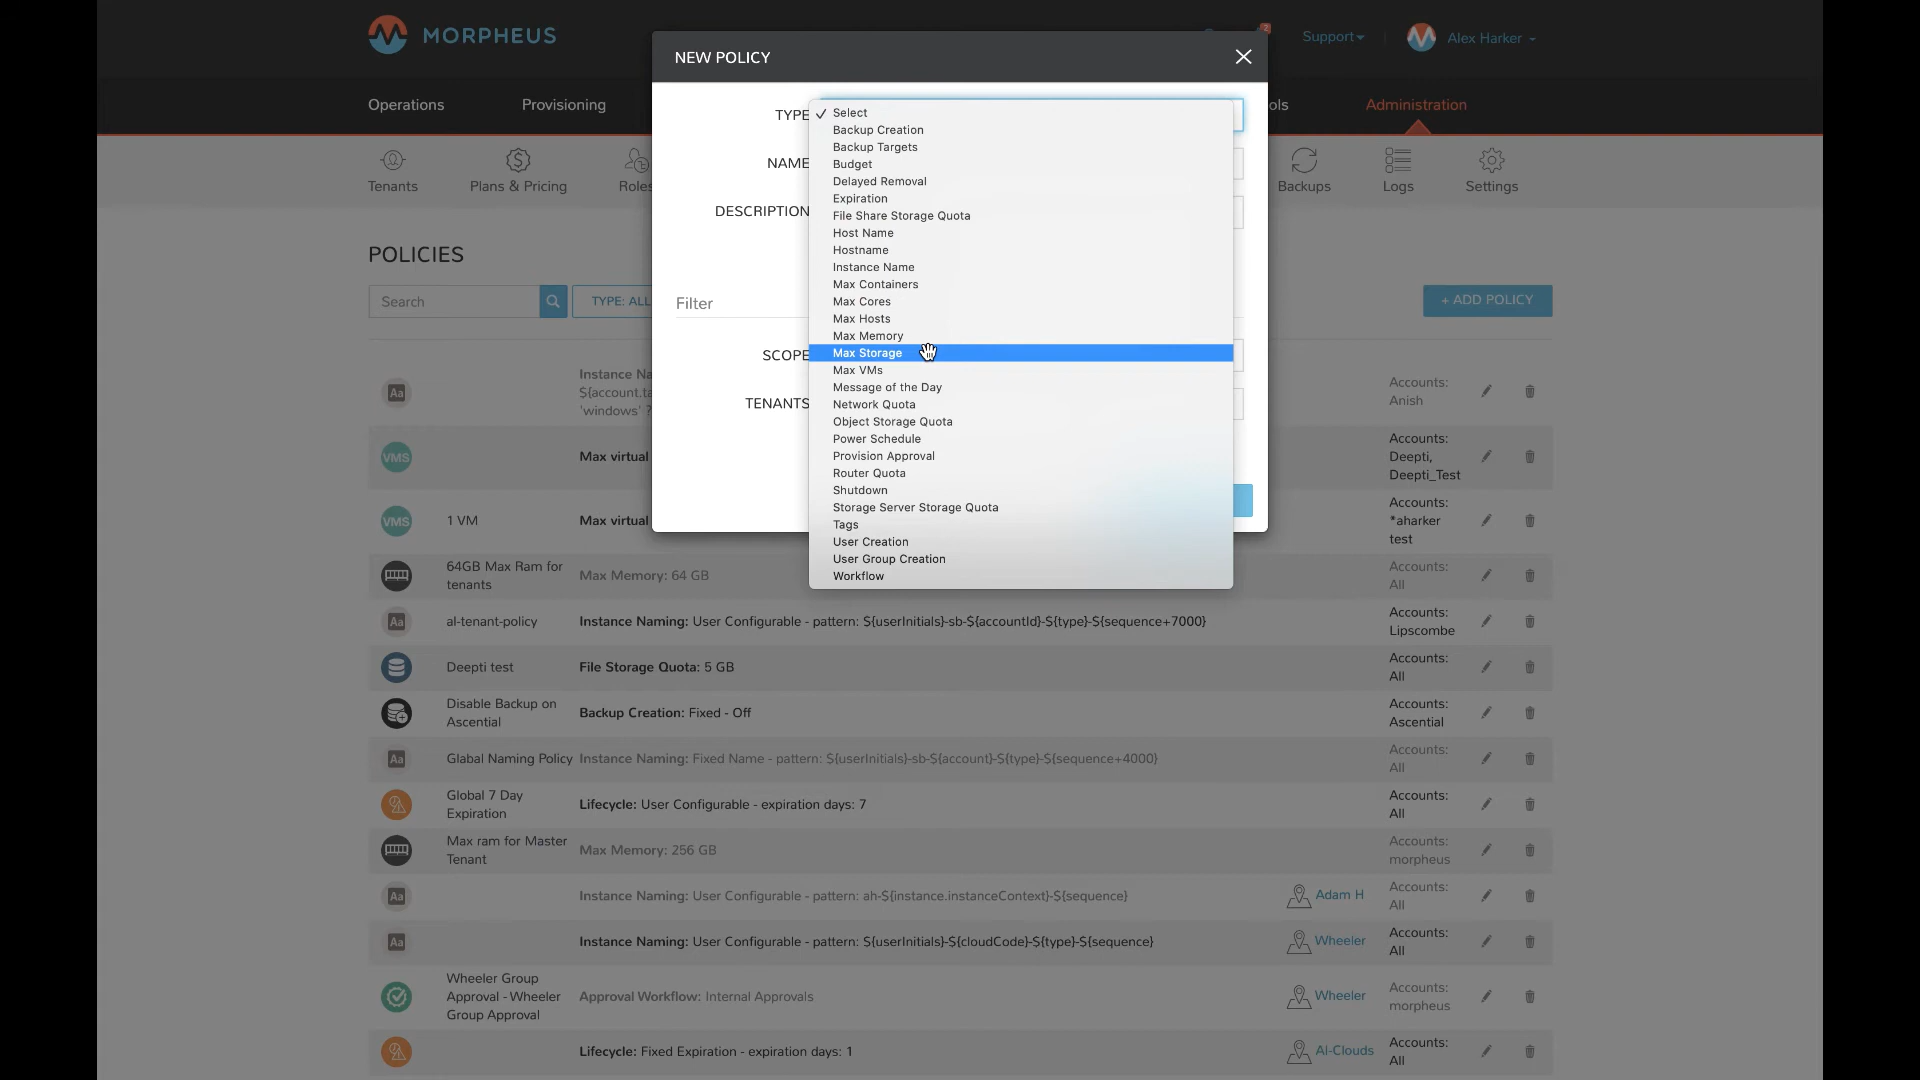 MORPHEUS
2
Support
Alex Harker
NEW POLICY
Operations
Provisioning
Administration
Tenants
Plans & Pricing
Roles
Backups
Logs
Settings
TYPE
NAME
DESCRIPTION
Filter
SCOPE
TENANTS
✓ Select
Backup Creation
Backup Targets
Budget
Delayed Removal
Expiration
File Share Storage Quota
Host Name
Hostname
Instance Name
Max Containers
Max Cores
Max Hosts
Max Memory
Max Storage
Max VMs
Message of the Day
Network Quota
Object Storage Quota
Power Schedule
Provision Approval
Router Quota
Shutdown
Storage Server Storage Quota
Tags
User Creation
User Group Creation
Workflow
POLICIES
Search
TYPE: ALL
+ ADD POLICY
Aa
Instance Na
${account.ta
'windows' ?
Accounts:
Anish
VMS
Max virtual
Accounts:
Deepti,
Deepti_Test
VMS
1 VM
Max virtual
Accounts:
*aharker
test
64GB Max Ram for
tenants
Max Memory: 64 GB
Accounts:
All
Aa
al-tenant-policy
Instance Naming: User Configurable - pattern: ${userInitials}-sb-${accountId}-${type}-${sequence+7000}
Accounts:
Lipscombe
Deepti test
File Storage Quota: 5 GB
Accounts:
All
Disable Backup on
Ascential
Backup Creation: Fixed - Off
Accounts:
Ascential
Aa
Glabal Naming Policy
Instance Naming: Fixed Name - pattern: ${userInitials}-sb-${account}-${type}-${sequence+4000}
Accounts:
All
Global 7 Day
Expiration
Lifecycle: User Configurable - expiration days: 7
Accounts:
All
Max ram for Master
Tenant
Max Memory: 256 GB
Accounts:
morpheus
Aa
Instance Naming: User Configurable - pattern: ah-${instance.instanceContext}-${sequence}
Adam H
Accounts:
All
Aa
Instance Naming: User Configurable - pattern: ${userInitials}-${cloudCode}-${type}-${sequence}
Wheeler
Accounts:
All
Wheeler Group
Approval - Wheeler
Group Approval
Approval Workflow: Internal Approvals
Wheeler
Accounts:
morpheus
Lifecycle: Fixed Expiration - expiration days: 1
Al-Clouds
Accounts:
All